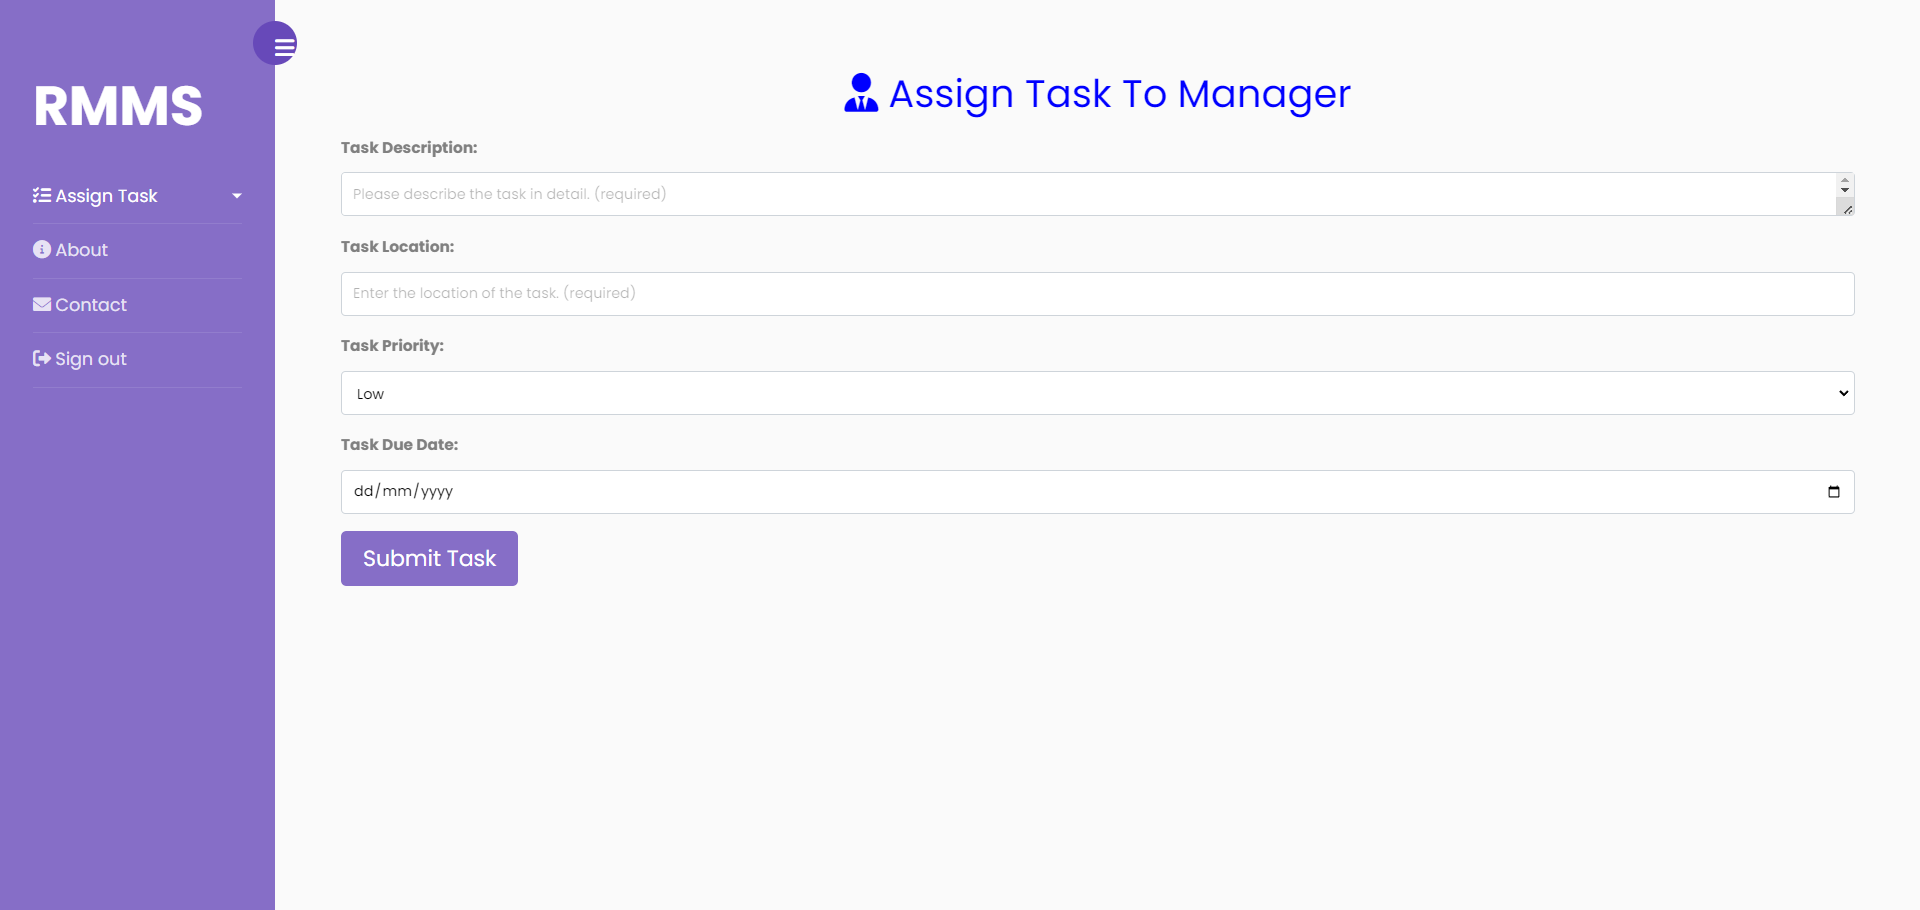 RMMS
Assign Task
About
Contact
Sign out
Assign Task To Manager
Task Description:
Please describe the task in detail. (required)
Task Location:
Enter the location of the task. (required)
Task Priority:
Low
Task Due Date:
dd/mm/yyyy
Submit Task